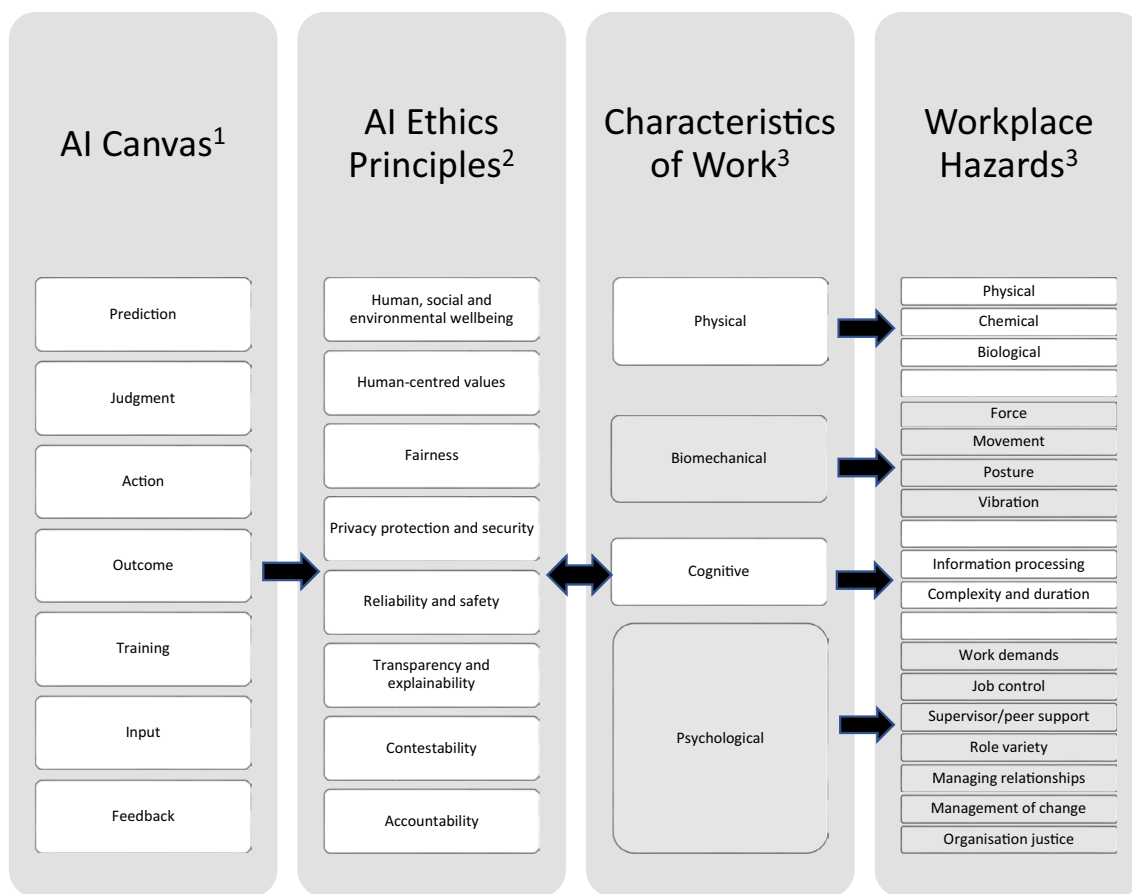 AI Canvas¹
Prediction
Judgment
Action
Outcome
Training
Input
Feedback
AI Ethics
Principles²
Human, social and
environmental wellbeing
Human-centred values
Fairness
Privacy protection and security
Reliability and safety
Transparency and
explainability
Contestability
Accountability
Characteristics
of Work³
Physical
Biomechanical
Cognitive
Psychological
Workplace
Hazards³
Physical
Chemical
Biological
Force
Movement
Posture
Vibration
Information processing
Complexity and duration
Work demands
Job control
Supervisor/peer support
Role variety
Managing relationships
Management of change
Organisation justice